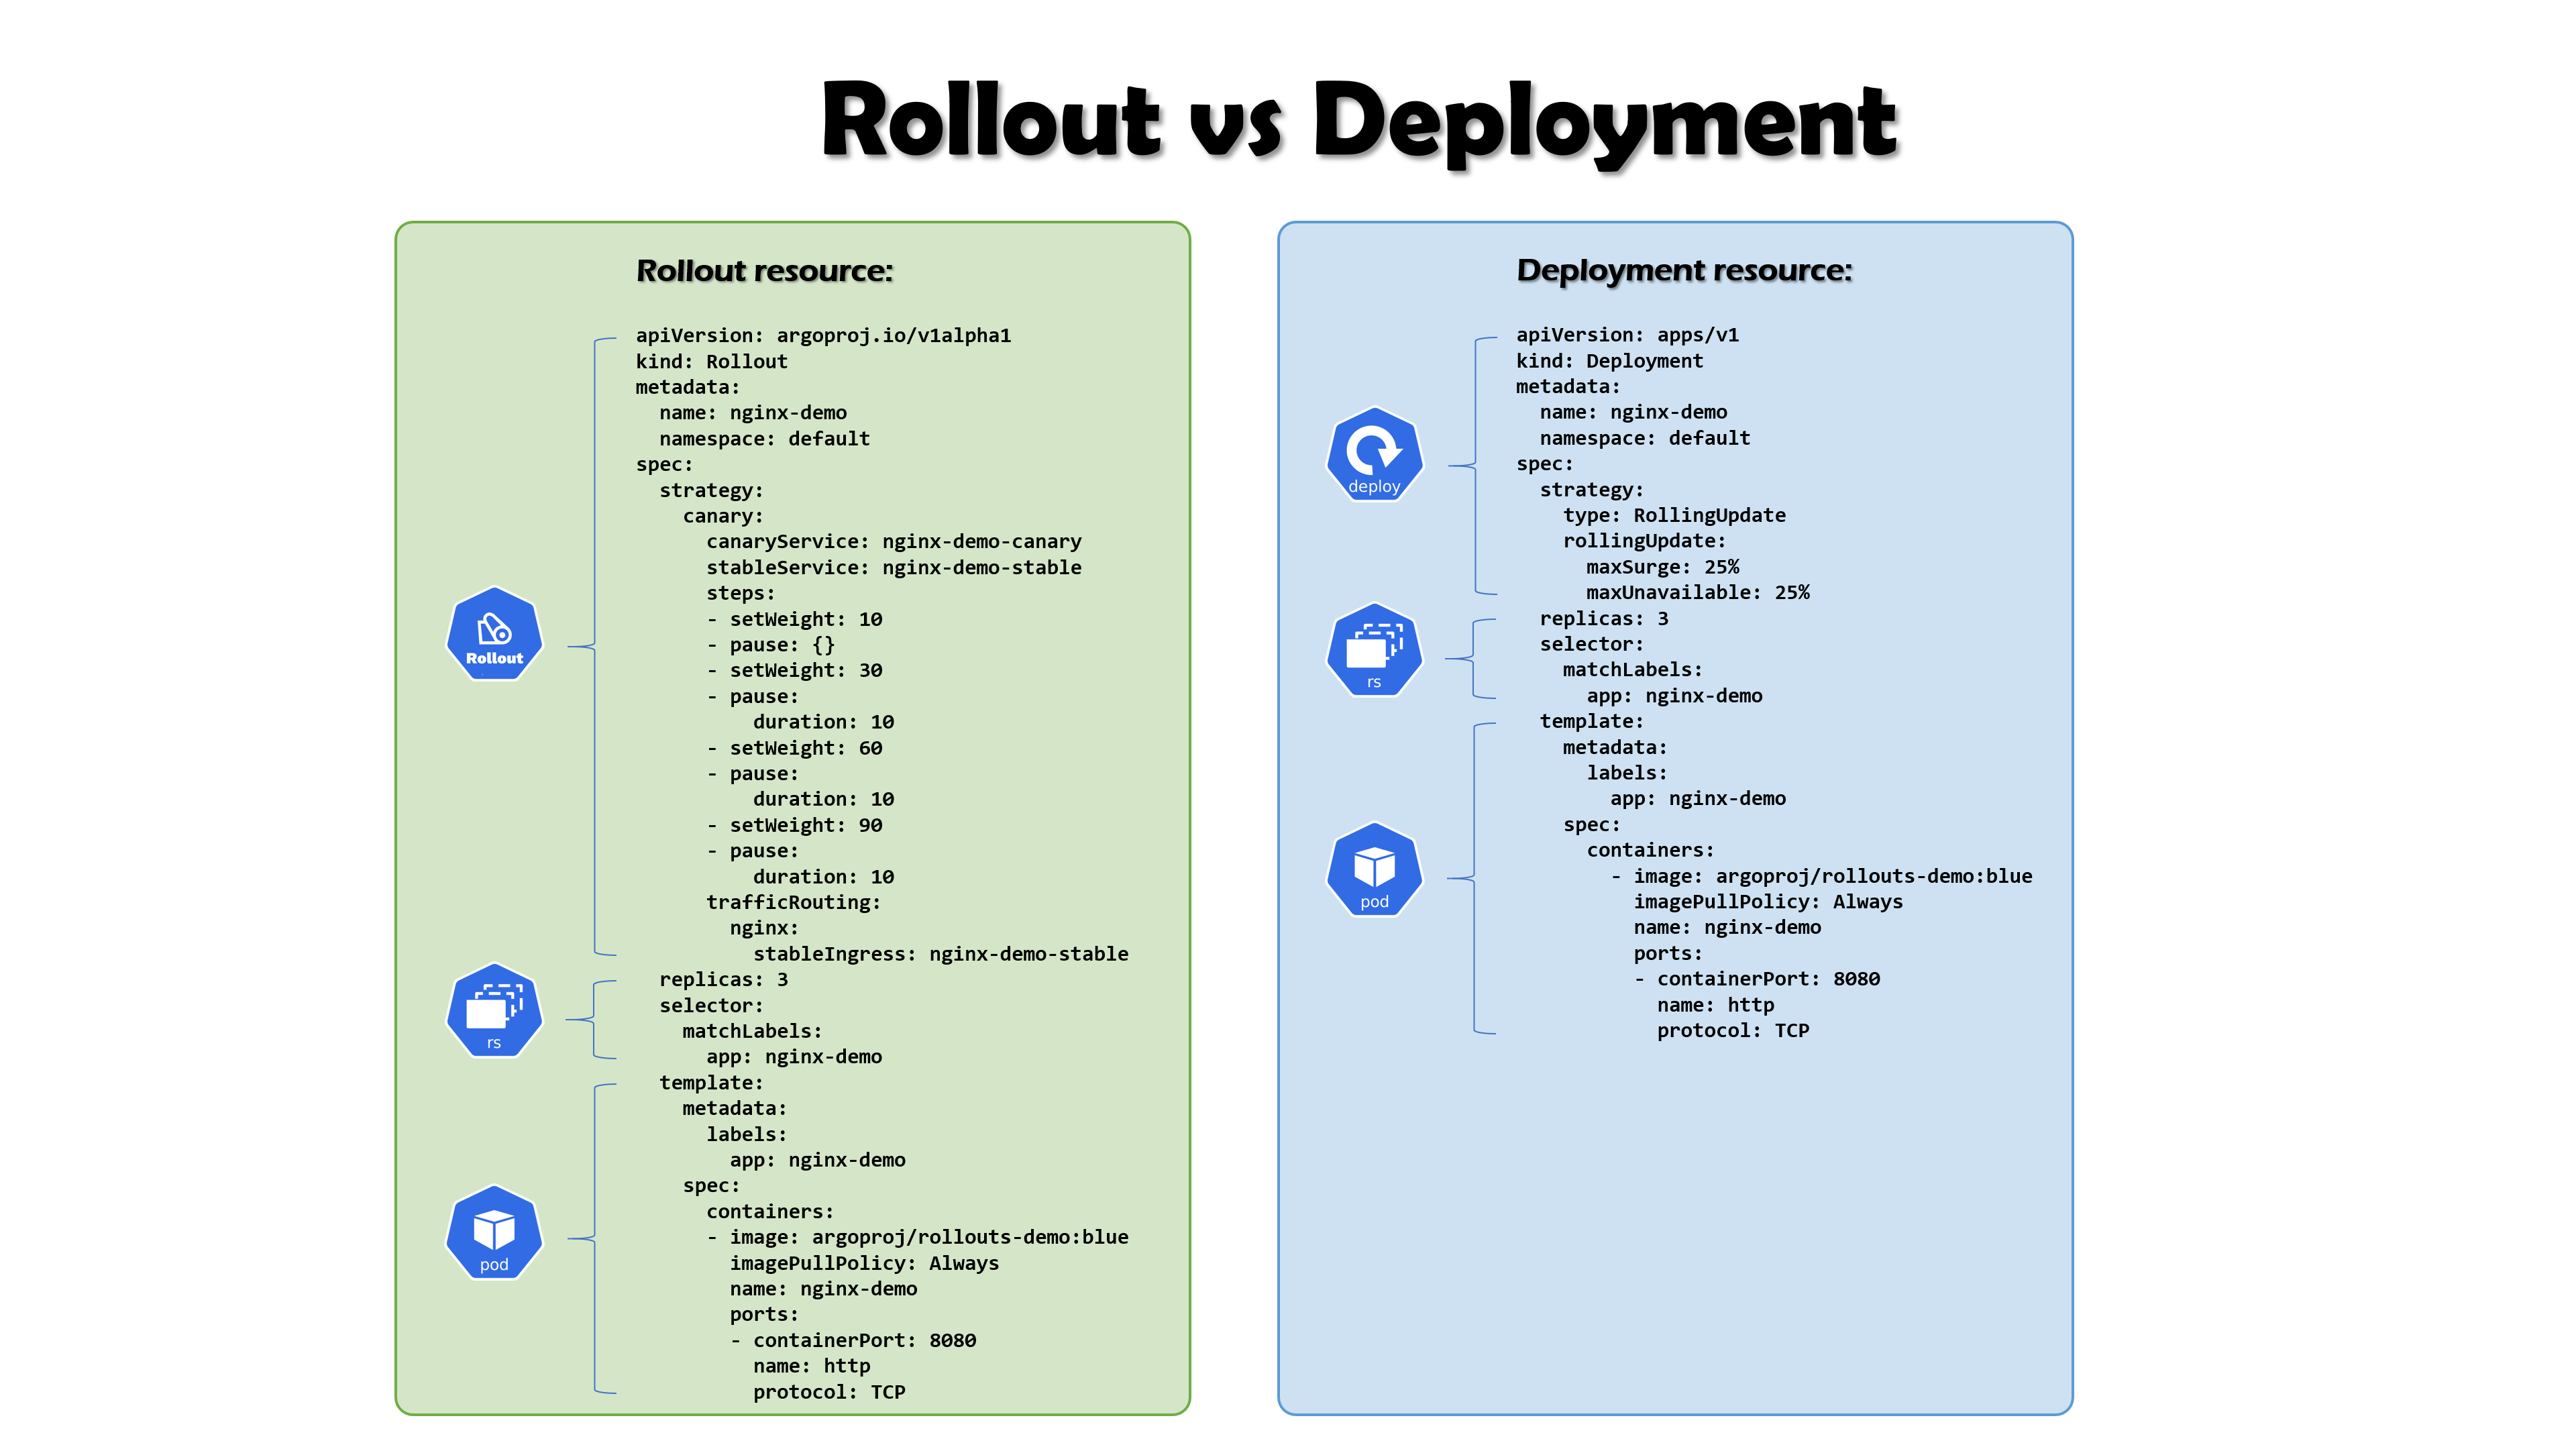 Rollout vs Deployment
Rollout resource:
apiVersion: argoproj.io/v1alpha1
kind: Rollout
metadata:
  name: nginx-demo
  namespace: default
spec:
  strategy:
    canary:
      canaryService: nginx-demo-canary
      stableService: nginx-demo-stable
      steps:
      - setWeight: 10
      - pause: {}
      - setWeight: 30
      - pause:
          duration: 10
      - setWeight: 60
      - pause:
          duration: 10
      - setWeight: 90
      - pause:
          duration: 10
      trafficRouting:
        nginx:
          stableIngress: nginx-demo-stable
  replicas: 3
  selector:
    matchLabels:
      app: nginx-demo
  template:
    metadata:
      labels:
        app: nginx-demo
    spec:
      containers:
      - image: argoproj/rollouts-demo:blue
        imagePullPolicy: Always
        name: nginx-demo
        ports:
        - containerPort: 8080
          name: http
          protocol: TCP
Rollout
rs
pod
Deployment resource:
apiVersion: apps/v1
kind: Deployment
metadata:
  name: nginx-demo
  namespace: default
spec:
  strategy:
    type: RollingUpdate
    rollingUpdate:
      maxSurge: 25%
      maxUnavailable: 25%
  replicas: 3
  selector:
    matchLabels:
      app: nginx-demo
  template:
    metadata:
      labels:
        app: nginx-demo
    spec:
      containers:
        - image: argoproj/rollouts-demo:blue
          imagePullPolicy: Always
          name: nginx-demo
          ports:
          - containerPort: 8080
            name: http
            protocol: TCP
deploy
rs
pod